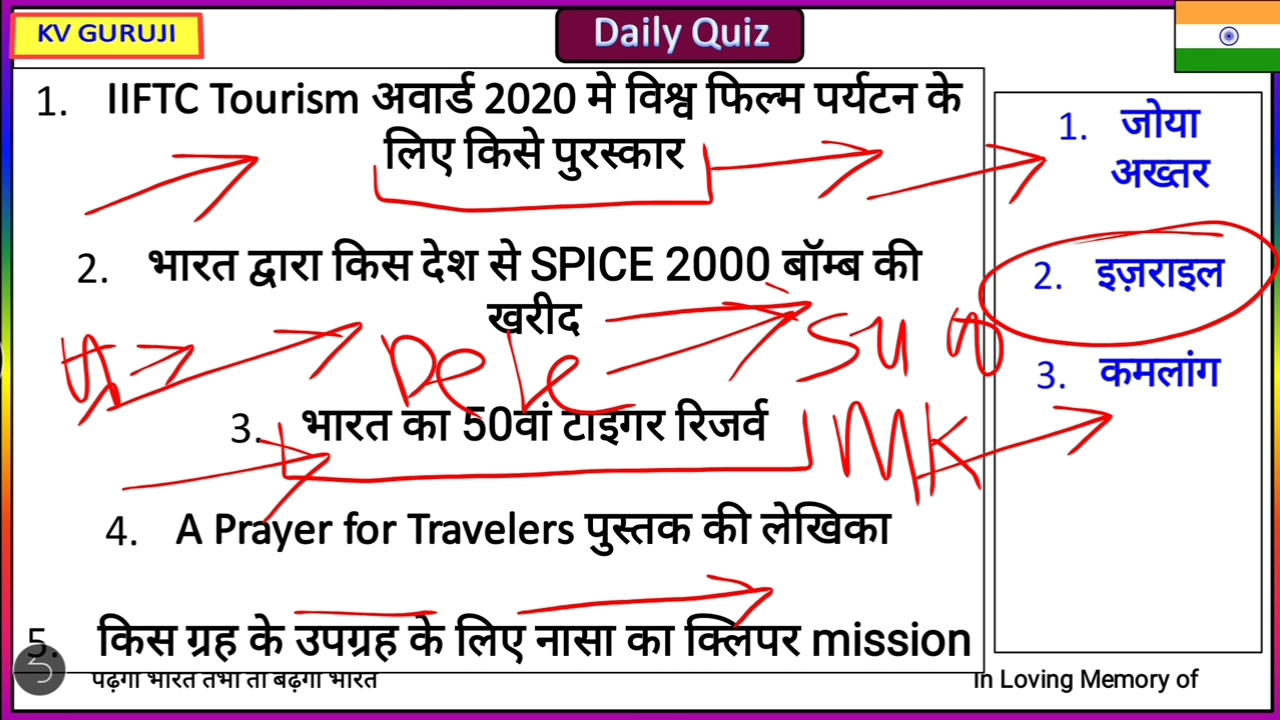 KV GURUJI
Daily Quiz
1. IIFTC Tourism अवार्ड 2020 मे विश्व फिल्म पर्यटन के
लिए किसे पुरस्कार
2. भारत द्वारा किस देश से SPICE 2000 बॉम्ब की
खरीद
3. भारत का 50वां टाइगर रिजर्व
4. A Prayer for Travelers पुस्तक की लेखिका
5. किस ग्रह के उपग्रह के लिए नासा का क्लिपर mission
1. जोया
अख्तर
2. इज़राइल
3. कमलांग
MK
पढ़ेगा भारत तभी तो बढ़ेगा भारत
In Loving Memory of